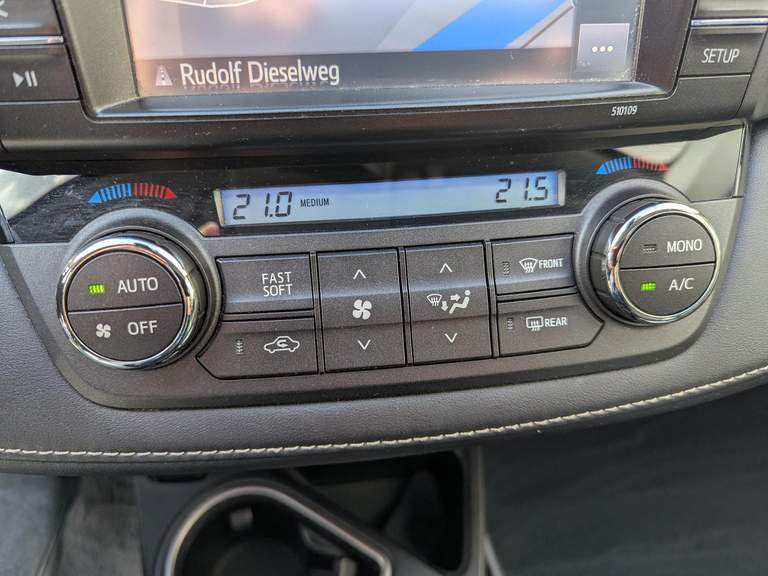 Rudolf Dieselweg
...
SETUP
510109
21.0 MEDIUM 21.5
AUTO
OFF
FAST
SOFT
FRONT
REAR
MONO
A/C